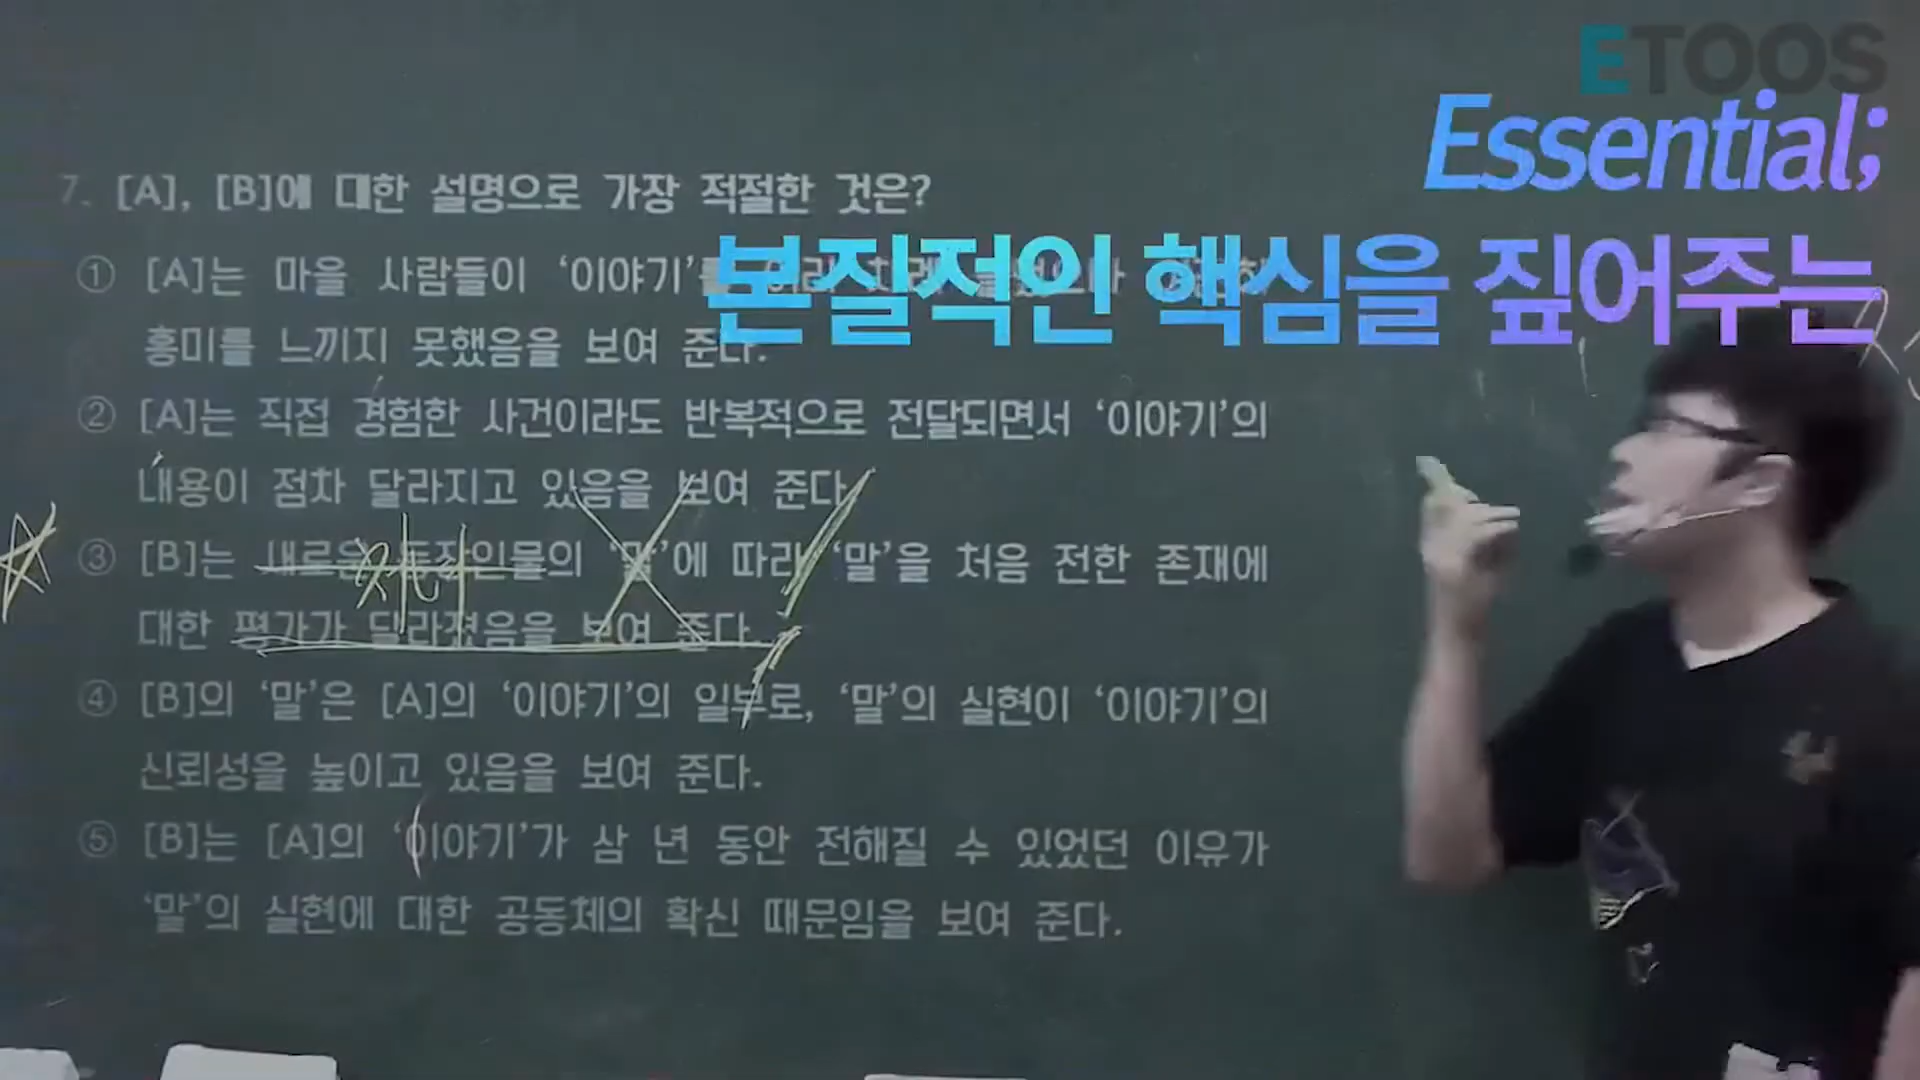 ETOOS
Essential;
본질적인 핵심을 짚어주는
7. [A], [B]에 대한 설명으로 가장 적절한 것은?
① [A]는 마을 사람들이 ‘이야기’를
흥미를 느끼지 못했음을 보여 준다.
② [A]는 직접 경험한 사건이라도 반복적으로 전달되면서 ‘이야기’의
내용이 점차 달라지고 있음을 보여 준다.
③ [B]는 새로운 등장인물의 ‘말’에 따라 ‘말’을 처음 전한 존재에
대한 평가가 달라졌음을 보여 준다.
④ [B]의 ‘말’은 [A]의 ‘이야기’의 일부로, ‘말’의 실현이 ‘이야기’의
신뢰성을 높이고 있음을 보여 준다.
⑤ [B]는 [A]의 ‘이야기’가 삼 년 동안 전해질 수 있었던 이유가
‘말’의 실현에 대한 공동체의 확신 때문임을 보여 준다.